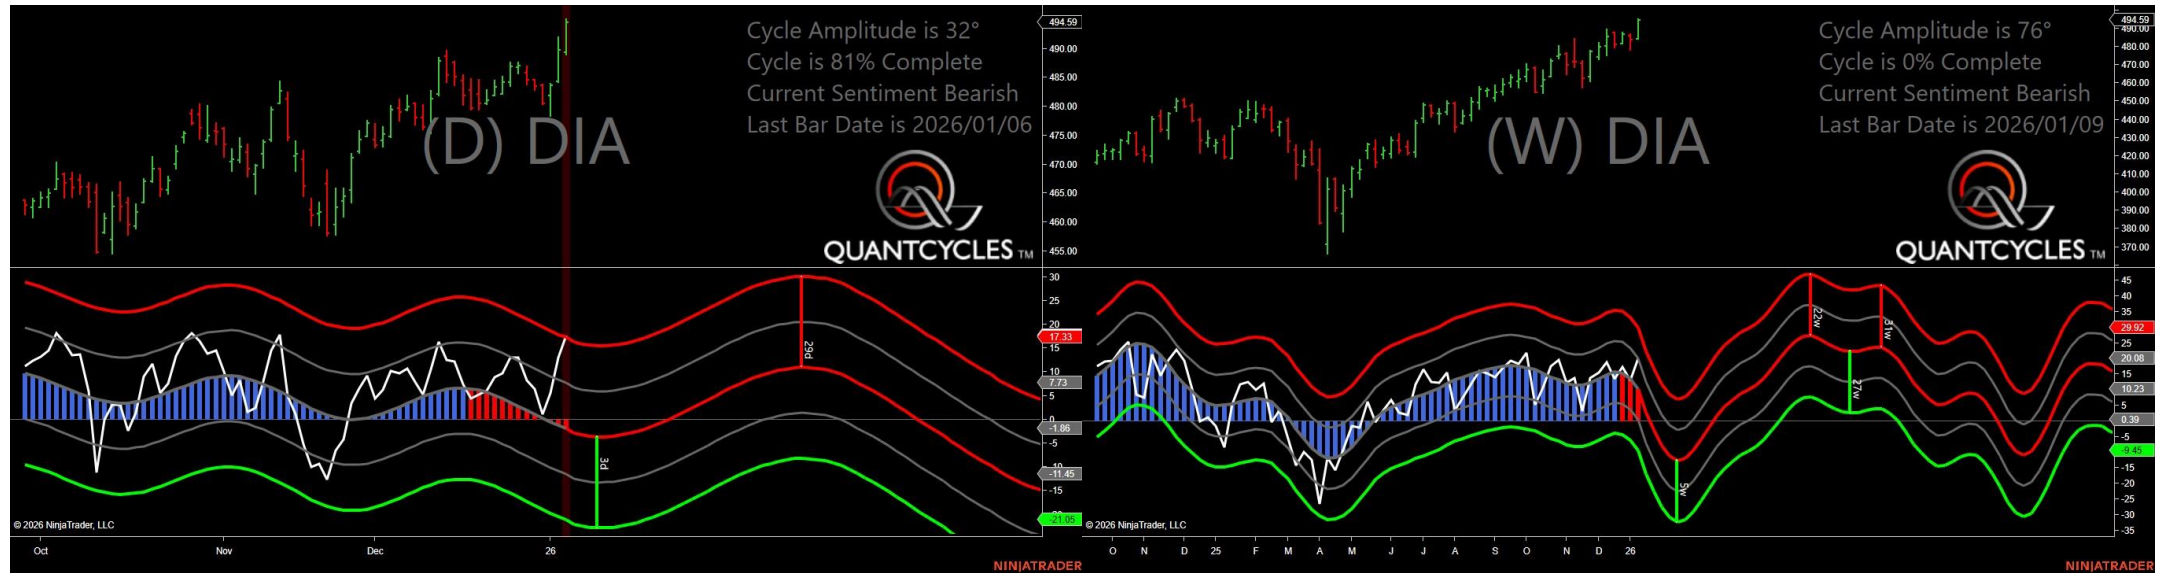 Cycle Amplitude is 32°
Cycle is 81% Complete
Current Sentiment Bearish
Last Bar Date is 2026/01/06
(D) DIA
QUANTCYCLES TM
494.59
490.00
485.00
480.00
475.00
470.00
465.00
460.00
455.00
30
25
20
17.33
15
10
7.73
5
0
-1.86
-5
-10
-11.45
-15
-21.05
29d
3d
© 2026 NinjaTrader, LLC
Oct Nov Dec 26
NINJATRADER
Cycle Amplitude is 76°
Cycle is 0% Complete
Current Sentiment Bearish
Last Bar Date is 2026/01/09
(W) DIA
QUANTCYCLES TM
494.59
490.00
480.00
470.00
460.00
450.00
440.00
430.00
420.00
410.00
400.00
390.00
380.00
370.00
45
40
35
29.92
25
20.08
15
10.23
5
0.39
-5
-9.45
-15
-20
-25
-30
-35
22w
31w
27w
5w
© 2026 NinjaTrader, LLC
O N D 25 F M A M J J A S O N D 26
NINJATRADER